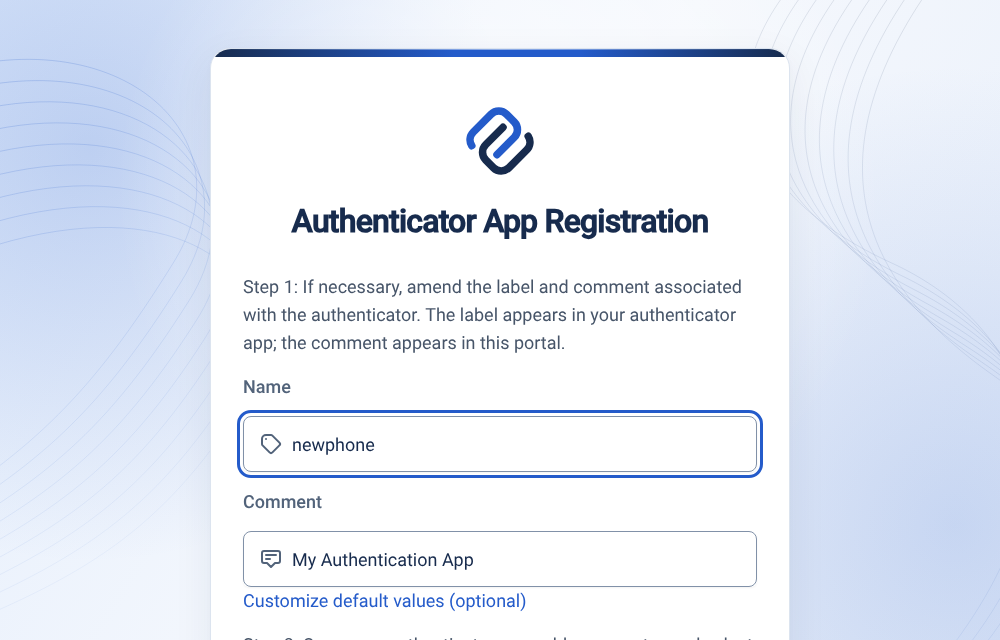 Authenticator App Registration
Step 1: If necessary, amend the label and comment associated
with the authenticator. The label appears in your authenticator
app; the comment appears in this portal.
Name
newphone
Comment
My Authentication App
Customize default values (optional)